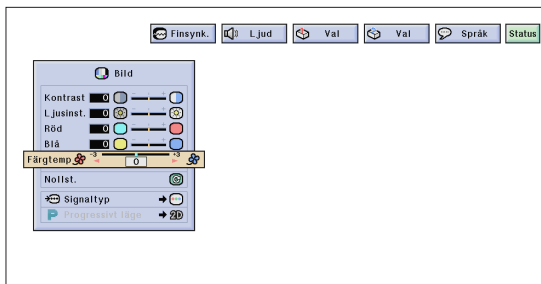 Finsynk. Ljud Val Val Språk Status
Bild
Kontrast 0
Ljusinst. 0
Röd 0
Blå 0
Färgtemp -3 0 +3
Nollst.
Signaltyp
Progressivt läge 2D